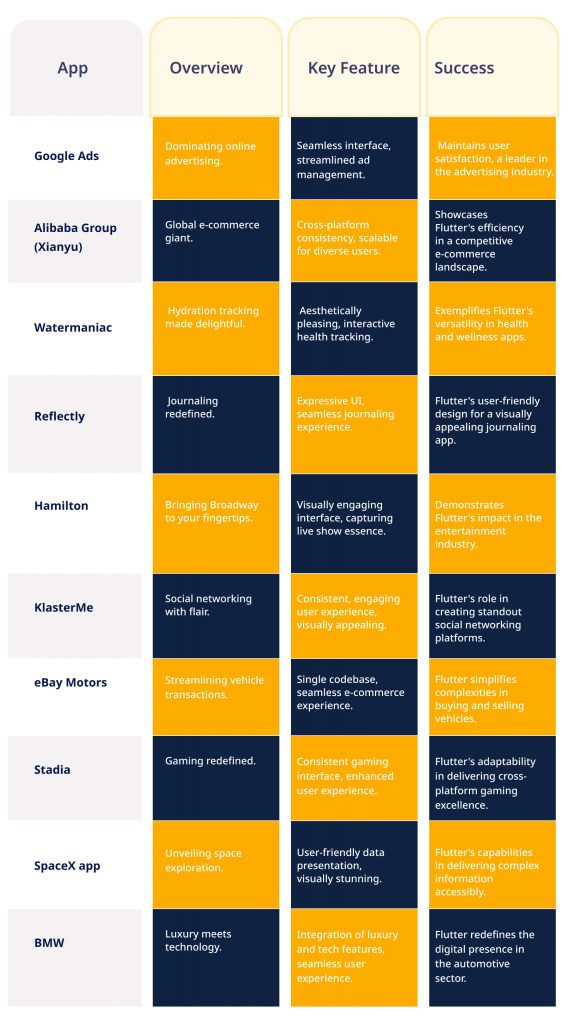 App
Overview
Key Feature
Success
Google Ads
Dominating online
advertising.
Seamless interface,
streamlined ad
management.
Maintains user
satisfaction, a leader in
the advertising industry.
Alibaba Group
(Xianyu)
Global e-commerce
giant.
Cross-platform
consistency, scalable
for diverse users.
Showcases
Flutter's efficiency
in a competitive
e-commerce
landscape.
Watermaniac
Hydration tracking
made delightful.
Aesthetically
pleasing, interactive
health tracking.
Exemplifies Flutter's
versatility in health
and wellness apps.
Reflectly
Journaling
redefined.
Expressive UI,
seamless journaling
experience.
Flutter's user-friendly
design for a visually
appealing journaling
app.
Hamilton
Bringing Broadway
to your fingertips.
Visually engaging
interface, capturing
live show essence.
Demonstrates
Flutter's impact in the
entertainment
industry.
KlasterMe
Social networking
with flair.
Consistent, engaging
user experience,
visually appealing.
Flutter's role in
creating standout
social networking
platforms.
eBay Motors
Streamlining vehicle
transactions.
Single codebase,
seamless e-commerce
experience.
Flutter simplifies
complexities in
buying and selling
vehicles.
Stadia
Gaming redefined.
Consistent gaming
interface, enhanced
user experience.
Flutter's adaptability
in delivering cross-
platform gaming
excellence.
SpaceX app
Unveiling space
exploration.
User-friendly data
presentation,
visually stunning.
Flutter's capabilities
in delivering complex
information
accessibly.
BMW
Luxury meets
technology.
Integration of luxury
and tech features,
seamless user
experience.
Flutter redefines the
digital presence in
the automotive
sector.